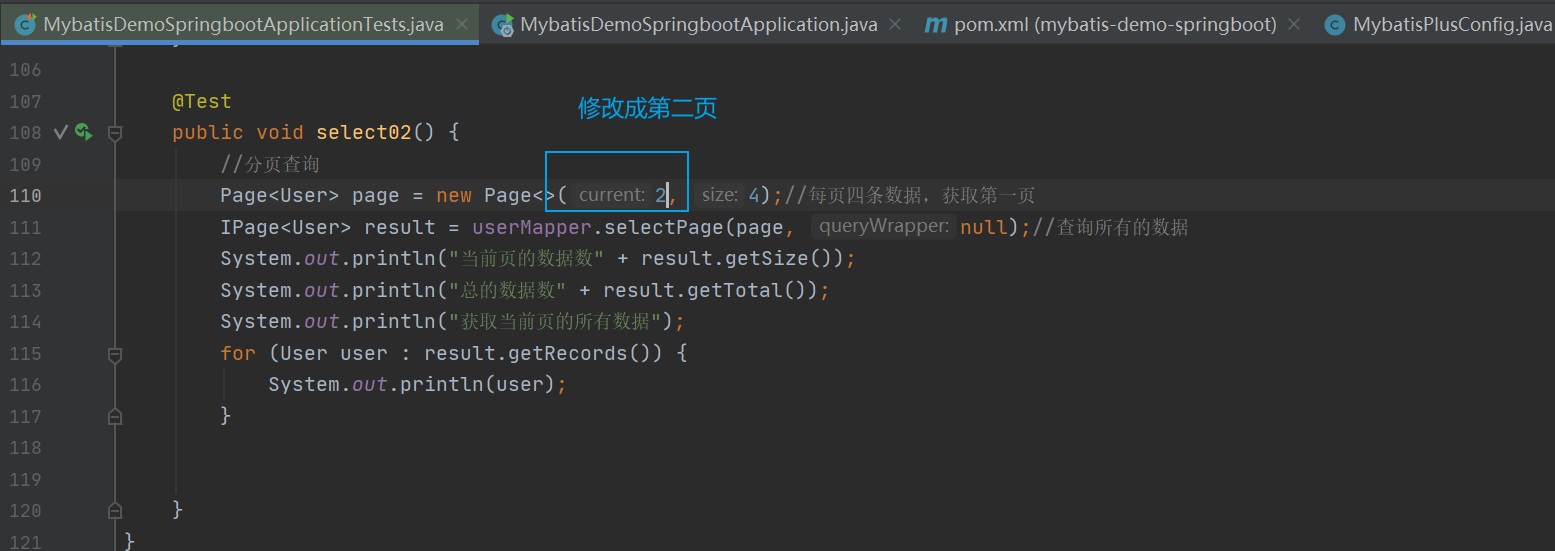 MybatisDemoSpringbootApplicationTests.java MybatisDemoSpringbootApplication.java pom.xml (mybatis-demo-springboot) MybatisPlusConfig.java
106
107 @Test
修改成第二页
108 public void select02() {
109 //分页查询
110 Page<User> page = new Page<>( current: 2, size: 4);//每页四条数据，获取第一页
111 IPage<User> result = userMapper.selectPage(page, queryWrapper: null);//查询所有的数据
112 System.out.println("当前页的数据数" + result.getSize());
113 System.out.println("总的数据数" + result.getTotal());
114 System.out.println("获取当前页的所有数据");
115 for (User user : result.getRecords()) {
116 System.out.println(user);
117 }
118
119
120 }
121 }